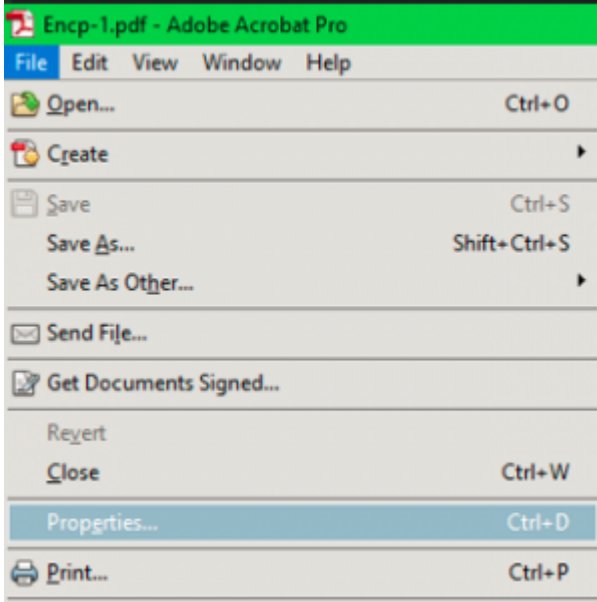 Encp-1.pdf - Adobe Acrobat Pro
File Edit View Window Help
Open... Ctrl+O
Create
Save Ctrl+S
Save As... Shift+Ctrl+S
Save As Other...
Send File...
Get Documents Signed...
Revert
Close Ctrl+W
Properties... Ctrl+D
Print... Ctrl+P